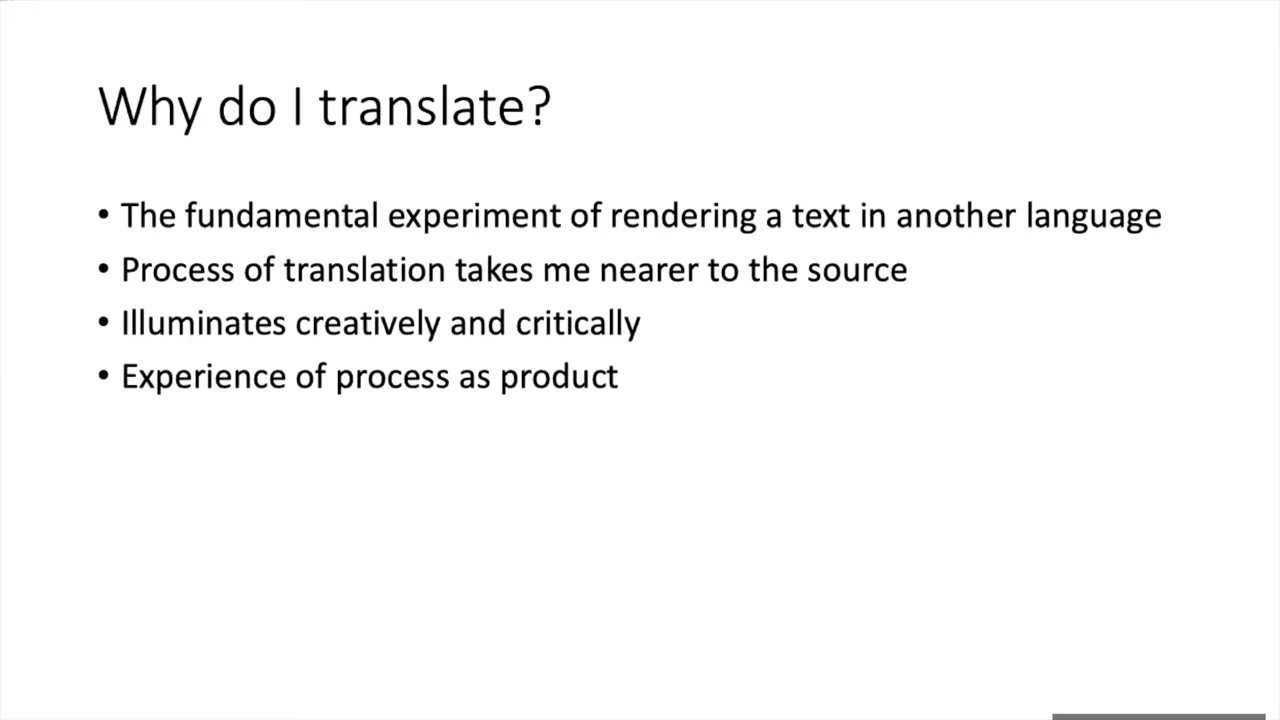 Why do I translate?
• The fundamental experiment of rendering a text in another language
• Process of translation takes me nearer to the source
• Illuminates creatively and critically
• Experience of process as product